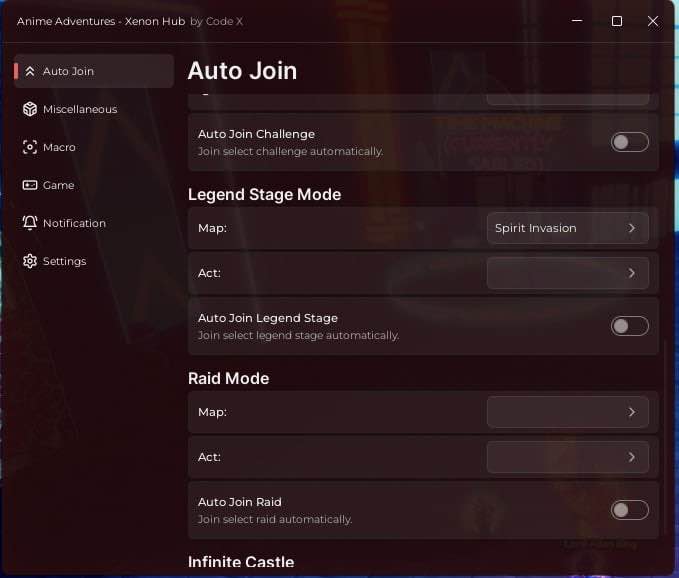 Anime Adventures - Xenon Hub by Code X
Auto Join
Miscellaneous
Macro
Game
Notification
Settings
Auto Join
Auto Join Challenge
Join select challenge automatically.
Legend Stage Mode
Map:
Spirit Invasion
Act:
Auto Join Legend Stage
Join select legend stage automatically.
Raid Mode
Map:
Act:
Auto Join Raid
Join select raid automatically.
Infinite Castle